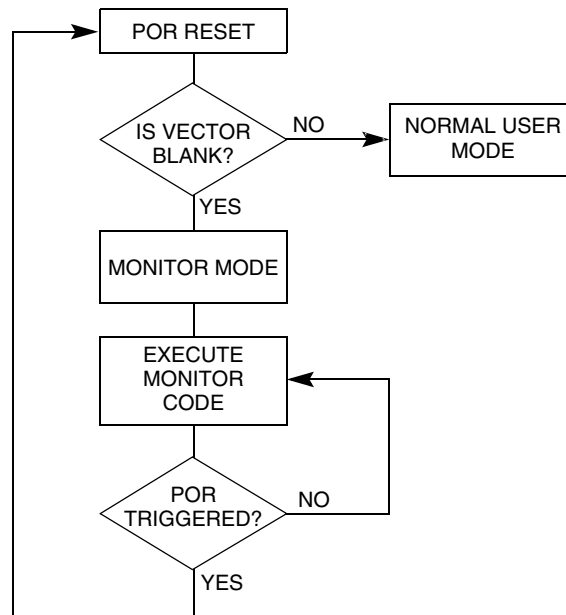 POR RESET
IS VECTOR
BLANK?
NO
NORMAL USER
MODE
YES
MONITOR MODE
EXECUTE
MONITOR
CODE
POR
TRIGGERED?
NO
YES